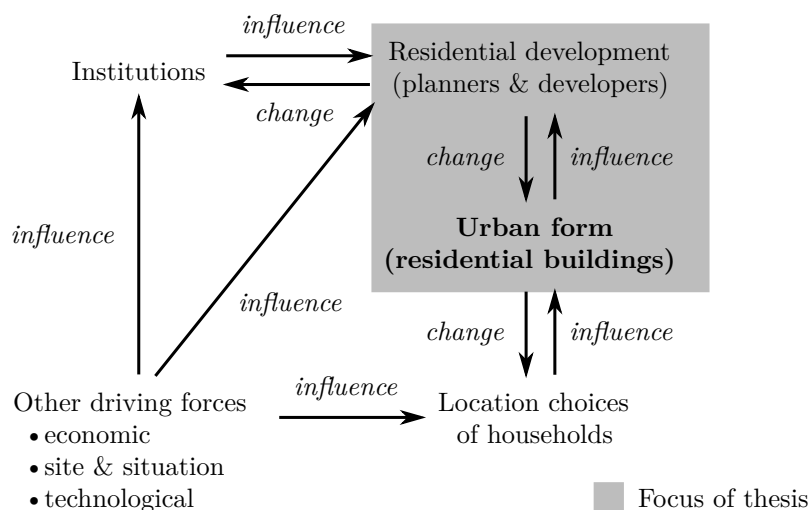 influence
Institutions
Residential development
(planners & developers)
change
change
influence
influence
Urban form
(residential buildings)
influence
change
influence
influence
Other driving forces
• economic
• site & situation
• technological
Location choices
of households
Focus of thesis